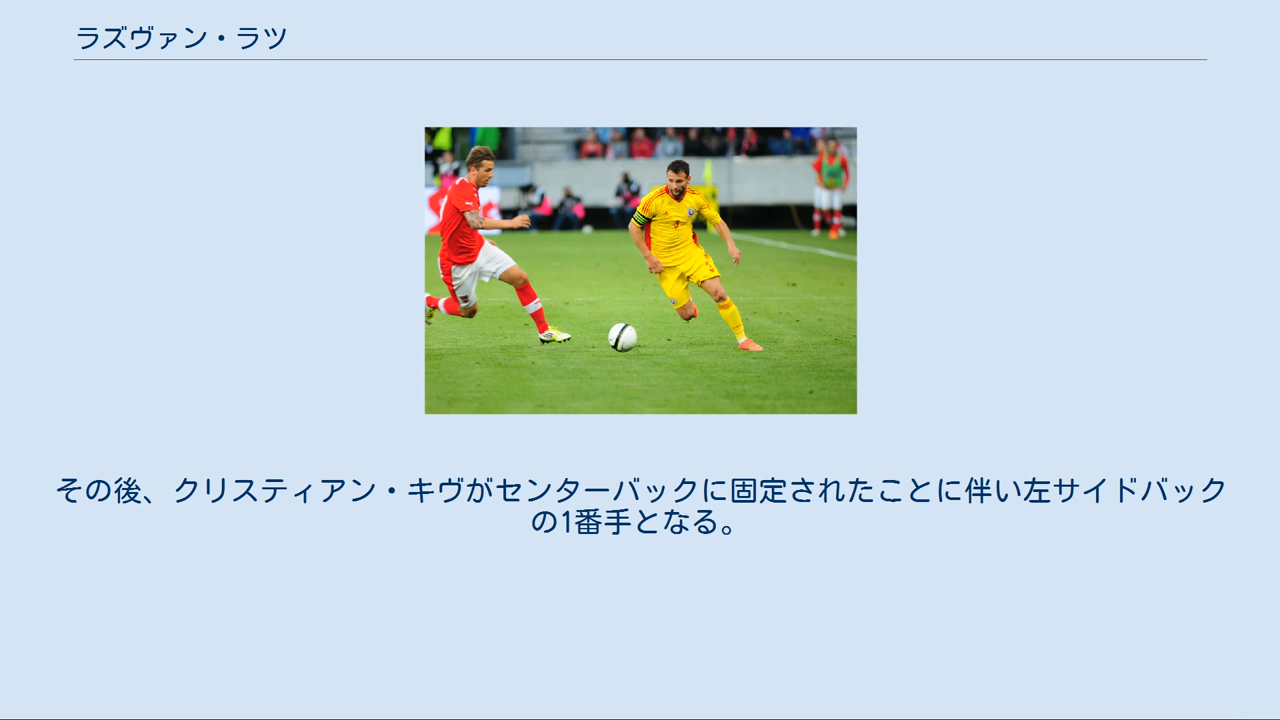 ラズヴァン・ラツ
その後、クリスティアン・キヴがセンターバックに固定されたことに伴い左サイドバック
の1番手となる。